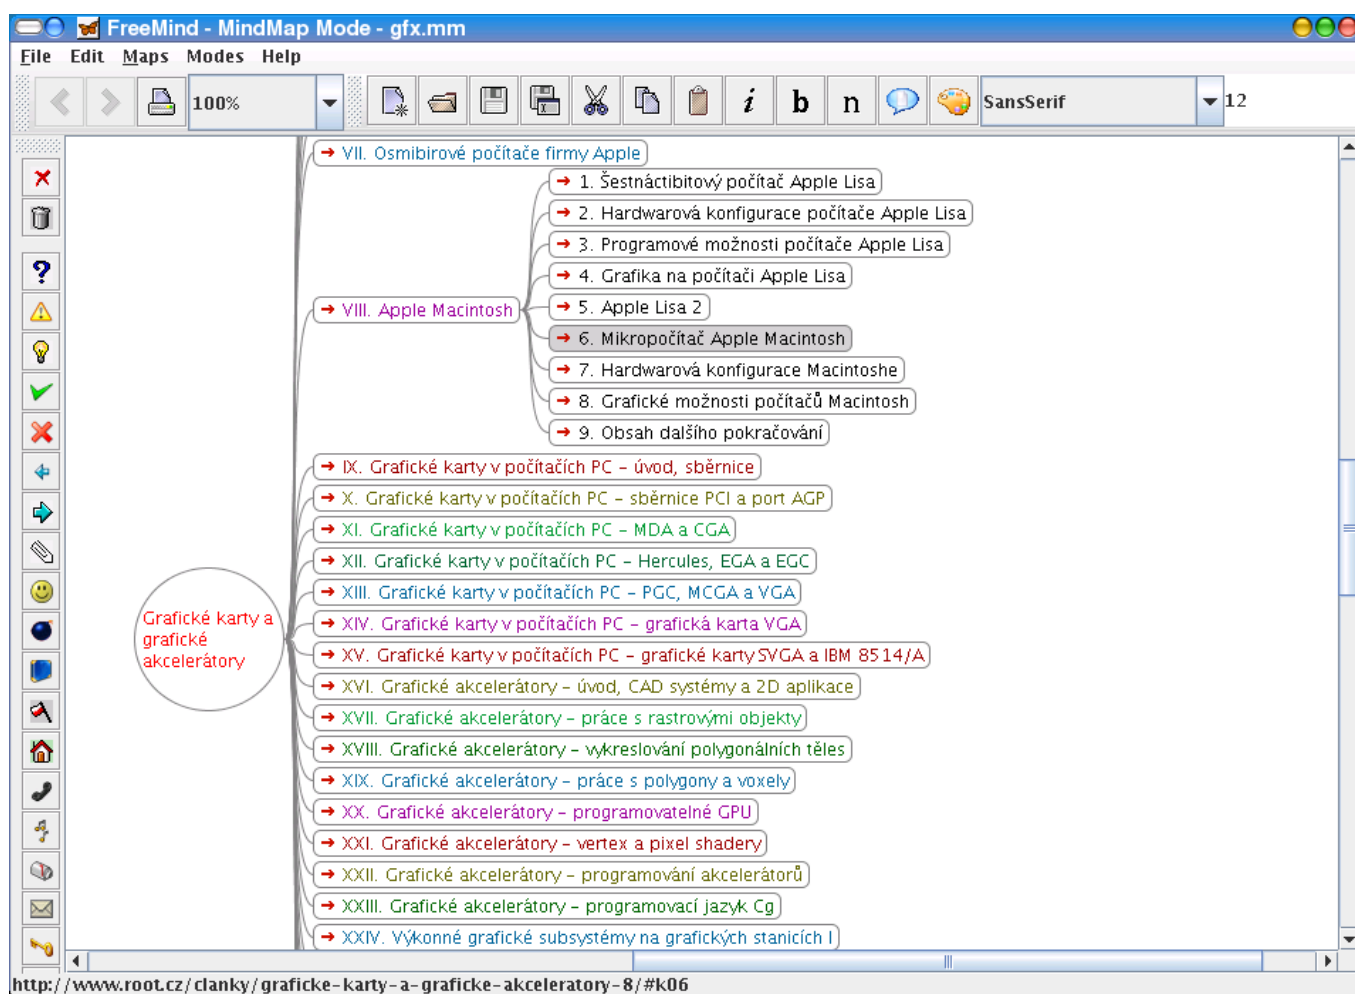 FreeMind - MindMap Mode - gfx.mm
File Edit Maps Modes Help
100%
i b n
SansSerif
12
VII. Osmibirové počítače firmy Apple
1. Šestnáctibitový počítač Apple Lisa
2. Hardwarová konfigurace počítače Apple Lisa
3. Programové možnosti počítače Apple Lisa
4. Grafika na počítači Apple Lisa
VIII. Apple Macintosh
5. Apple Lisa 2
6. Mikropočítač Apple Macintosh
7. Hardwarová konfigurace Macintoshe
8. Grafické možnosti počítačů Macintosh
9. Obsah dalšího pokračování
IX. Grafické karty v počítačích PC – úvod, sběrnice
X. Grafické karty v počítačích PC – sběrnice PCI a port AGP
XI. Grafické karty v počítačích PC – MDA a CGA
XII. Grafické karty v počítačích PC – Hercules, EGA a EGC
XIII. Grafické karty v počítačích PC – PGC, MCGA a VGA
Grafické karty a
grafické
akcelerátory
XIV. Grafické karty v počítačích PC – grafická karta VGA
XV. Grafické karty v počítačích PC – grafické karty SVGA a IBM 8514/A
XVI. Grafické akcelerátory – úvod, CAD systémy a 2D aplikace
XVII. Grafické akcelerátory – práce s rastrovými objekty
XVIII. Grafické akcelerátory – vykreslování polygonálních těles
XIX. Grafické akcelerátory – práce s polygony a voxely
XX. Grafické akcelerátory – programovatelné GPU
XXI. Grafické akcelerátory – vertex a pixel shadery
XXII. Grafické akcelerátory – programování akcelerátorů
XXIII. Grafické akcelerátory – programovací jazyk Cg
XXIV. Výkonné grafické subsystémy na grafických stanicích I
http://www.root.cz/clanky/graficke-karty-a-graficke-akceleratory-8/#k06